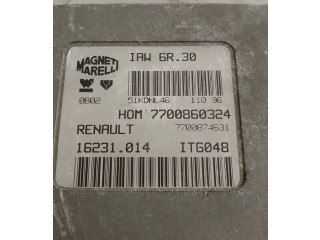 MAGNETI MARELLI
IAW 6R.30
0802
51KDNL46
110 96
HOM 7700860324
RENAULT
7700874631
16231.014
ITG048